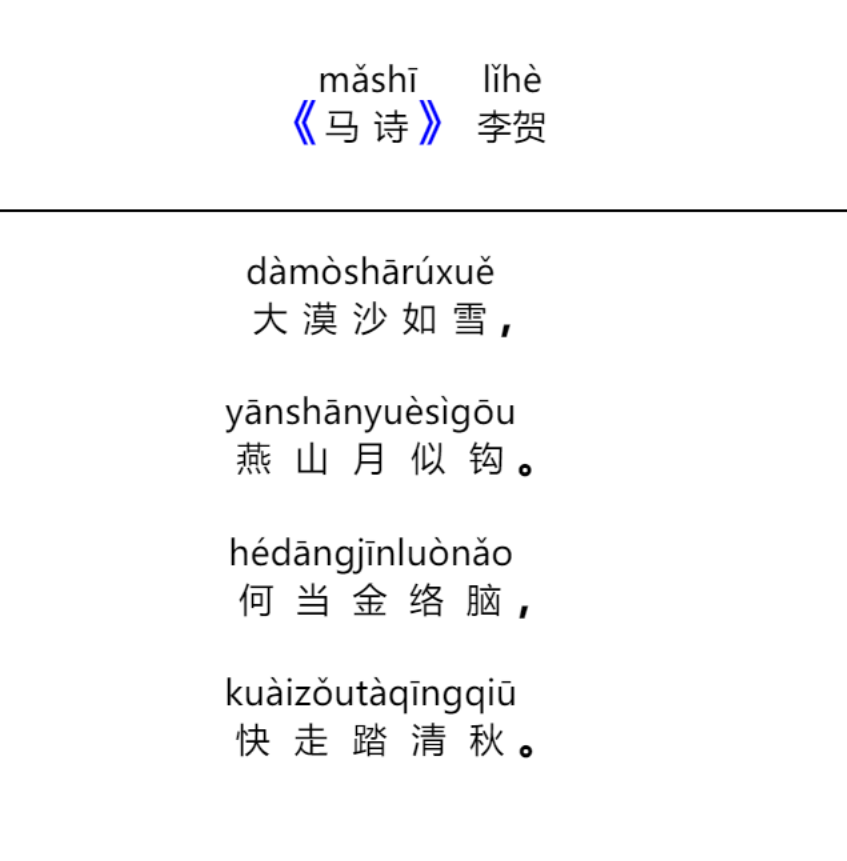 mǎshī lǐhè
《马诗》 李贺
dàmòshārúxuě
大漠沙如雪，
yānshānyuèsìgōu
燕山月似钩。
hédāngjīnluònǎo
何当金络脑，
kuàizǒutàqīngqiū
快走踏清秋。